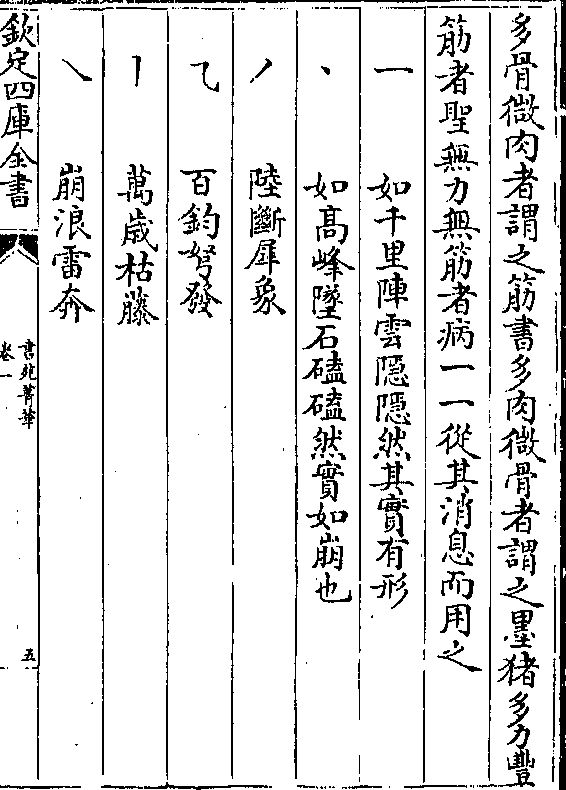 多骨微肉者謂之筋書多肉微骨者謂之墨猪多力豐
筋者聖無力無筋者病一一從其消息而用之
一 如千里陣雲隱隱然其實有形
丶 如髙峰墜石磕磕然實如崩也
丿 陸斷犀象
乙 百鈞弩發
丨 萬歲枯藤
乀 崩浪雷奔
欽定四庫全書
書苑菁華
卷一
五